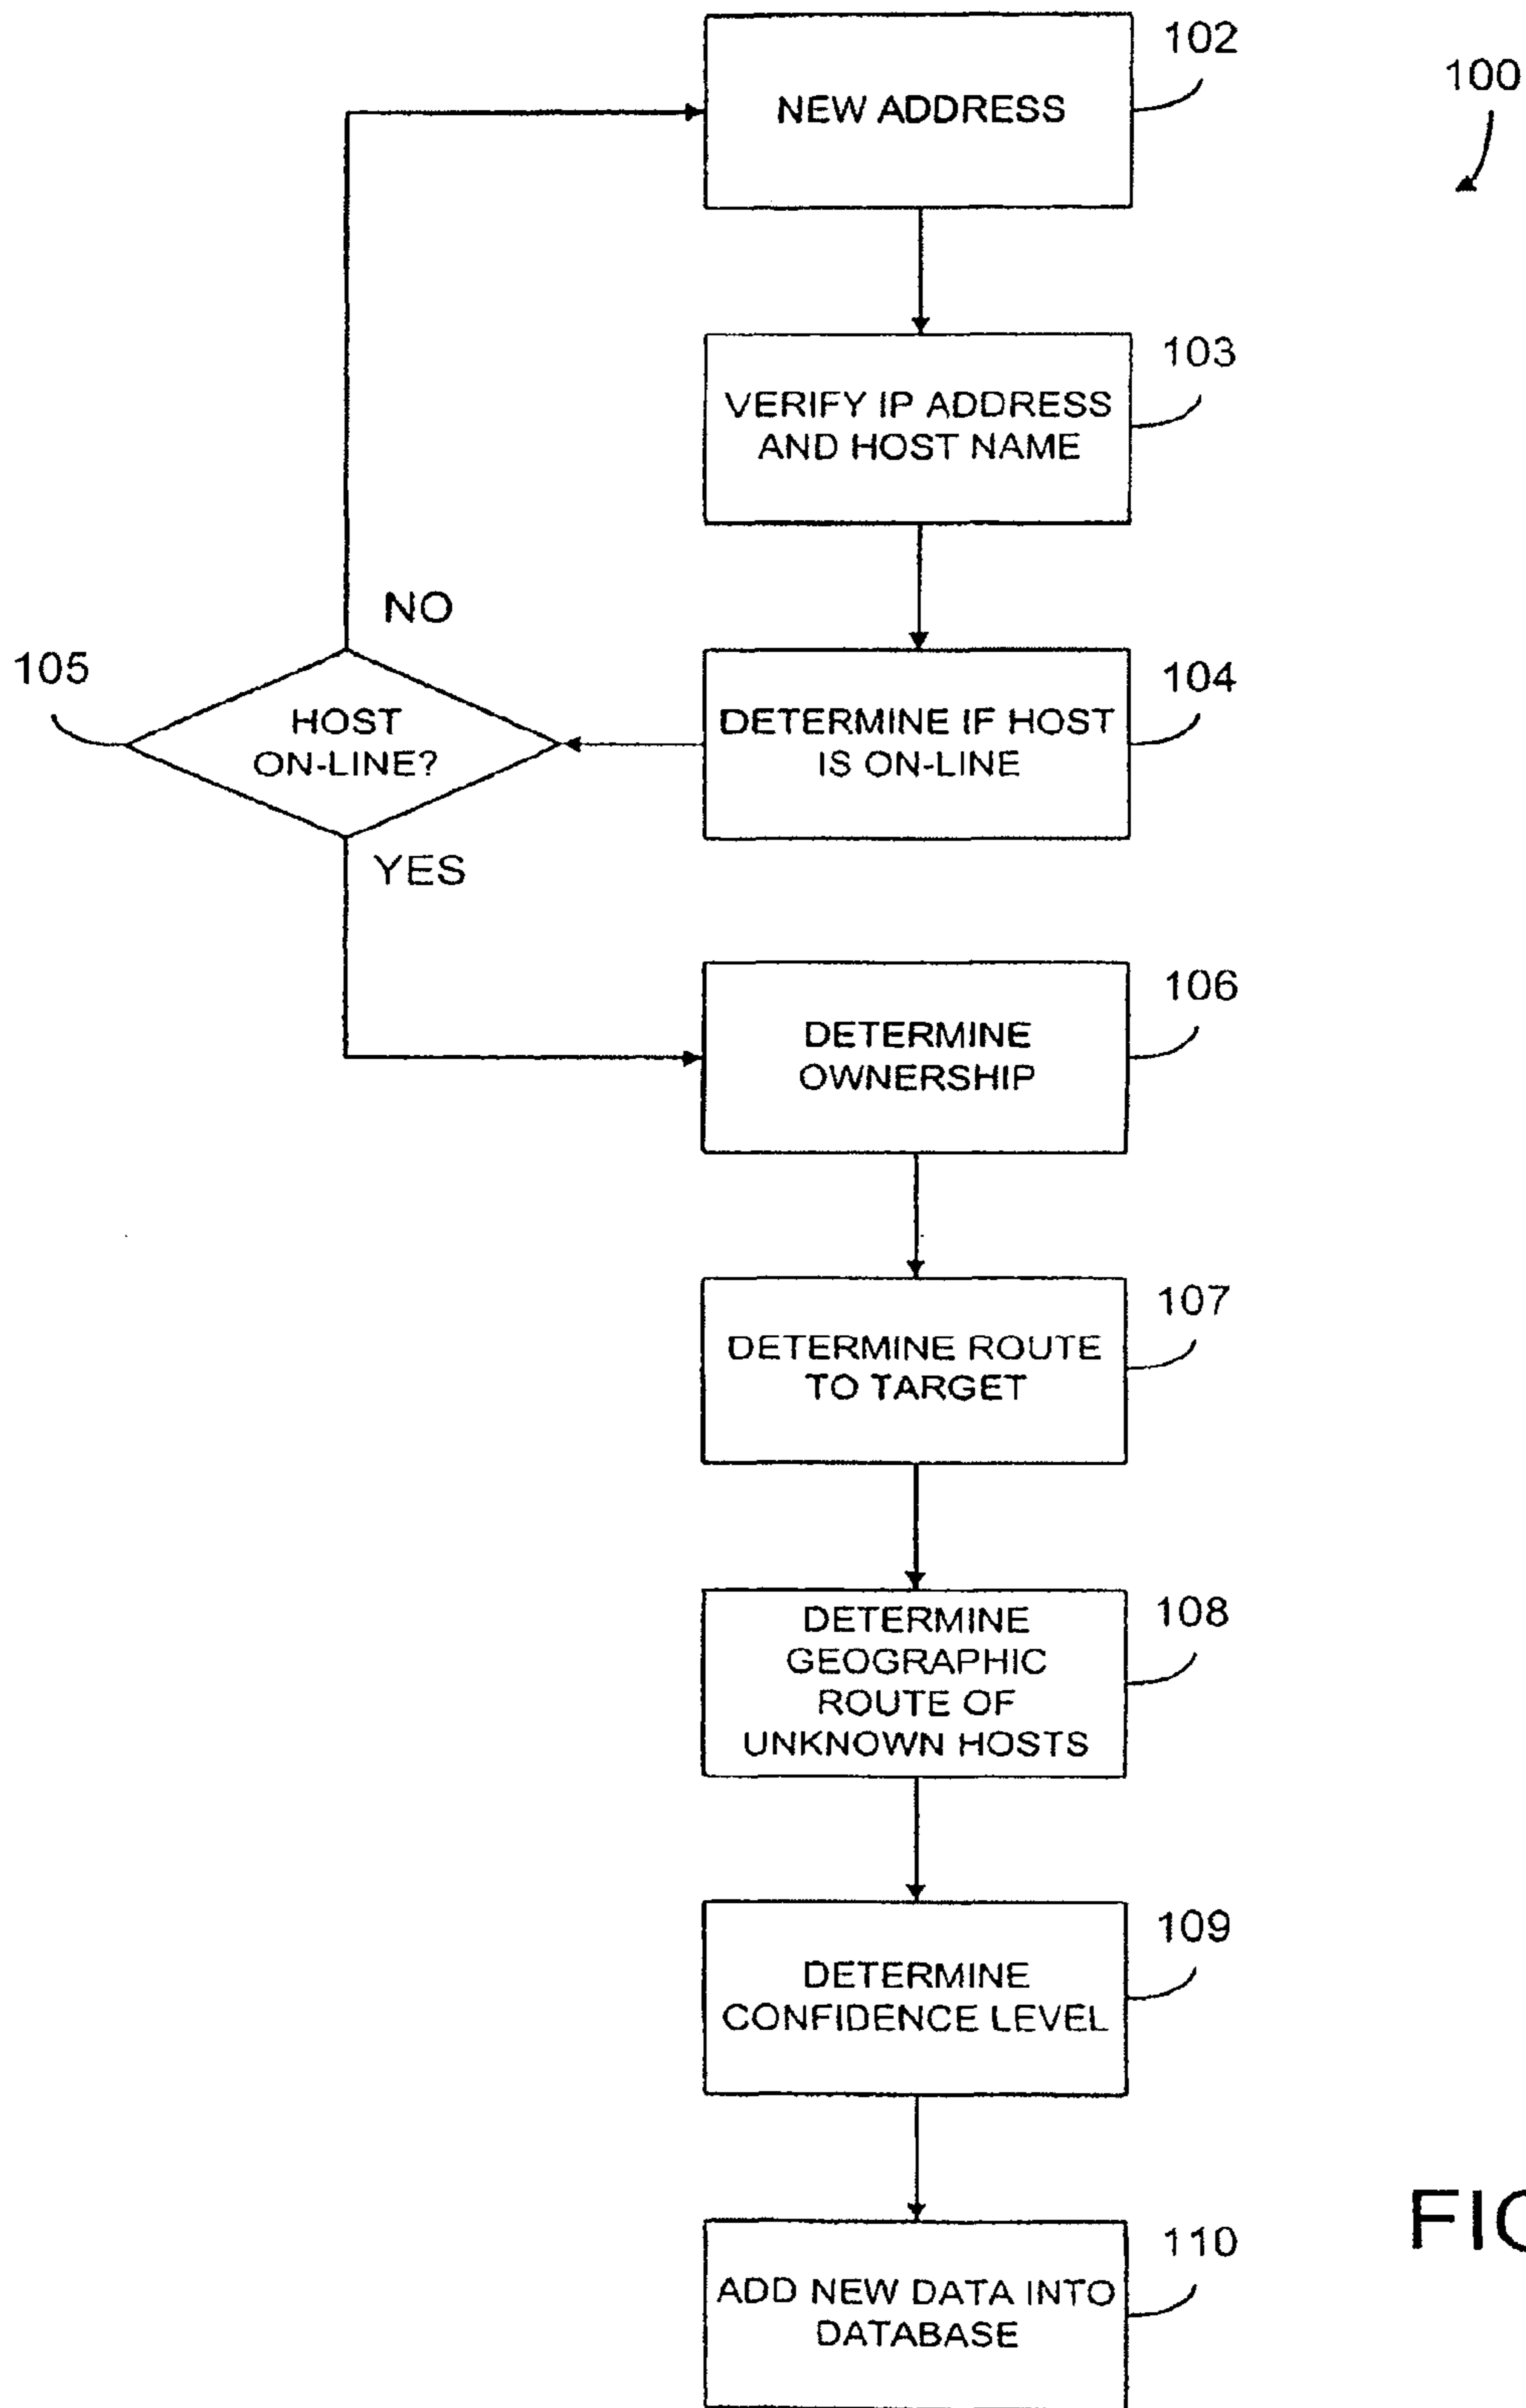 102
100
NEW ADDRESS
103
VERIFY IP ADDRESS
AND HOST NAME
NO
105
104
HOST
ON-LINE?
DETERMINE IF HOST
IS ON-LINE
YES
106
DETERMINE
OWNERSHIP
107
DETERMINE ROUTE
TO TARGET
108
DETERMINE
GEOGRAPHIC
ROUTE OF
UNKNOWN HOSTS
109
DETERMINE
CONFIDENCE LEVEL
110
ADD NEW DATA INTO
DATABASE